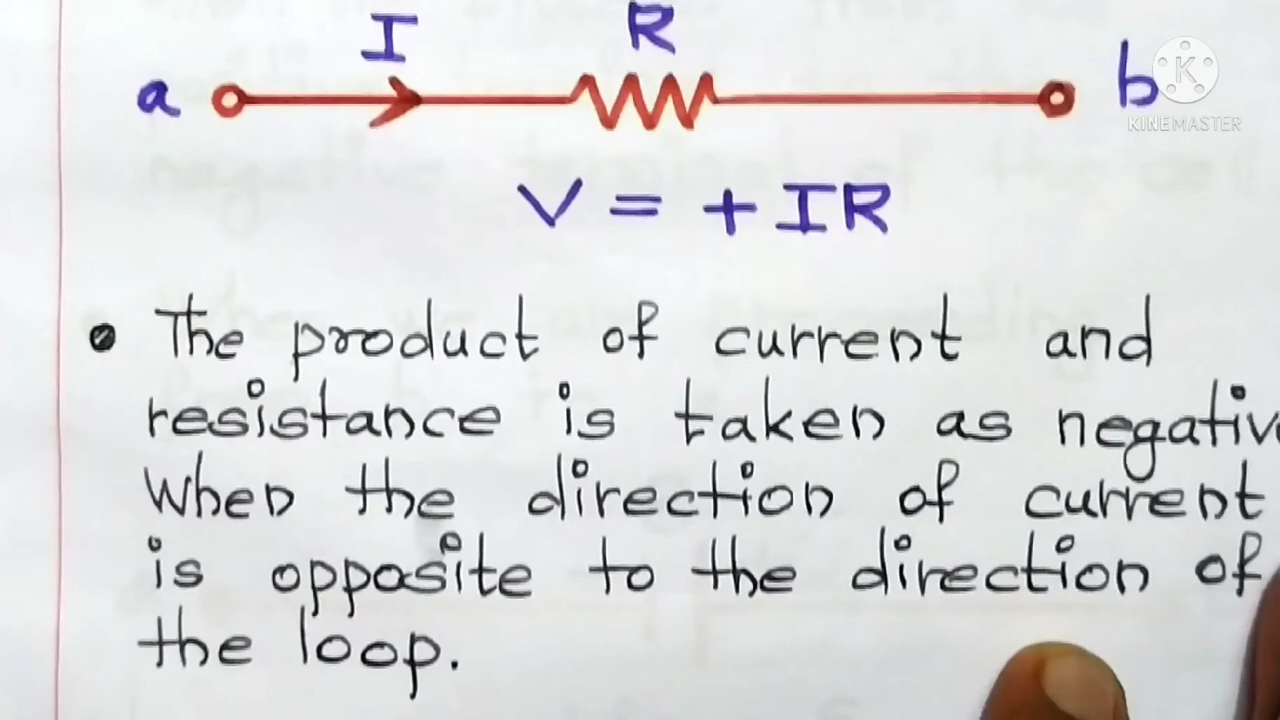 I R
a b
KINEMASTER
V = + IR
• The product of current and
resistance is taken as negative
When the direction of current
is opposite to the direction of
the loop.